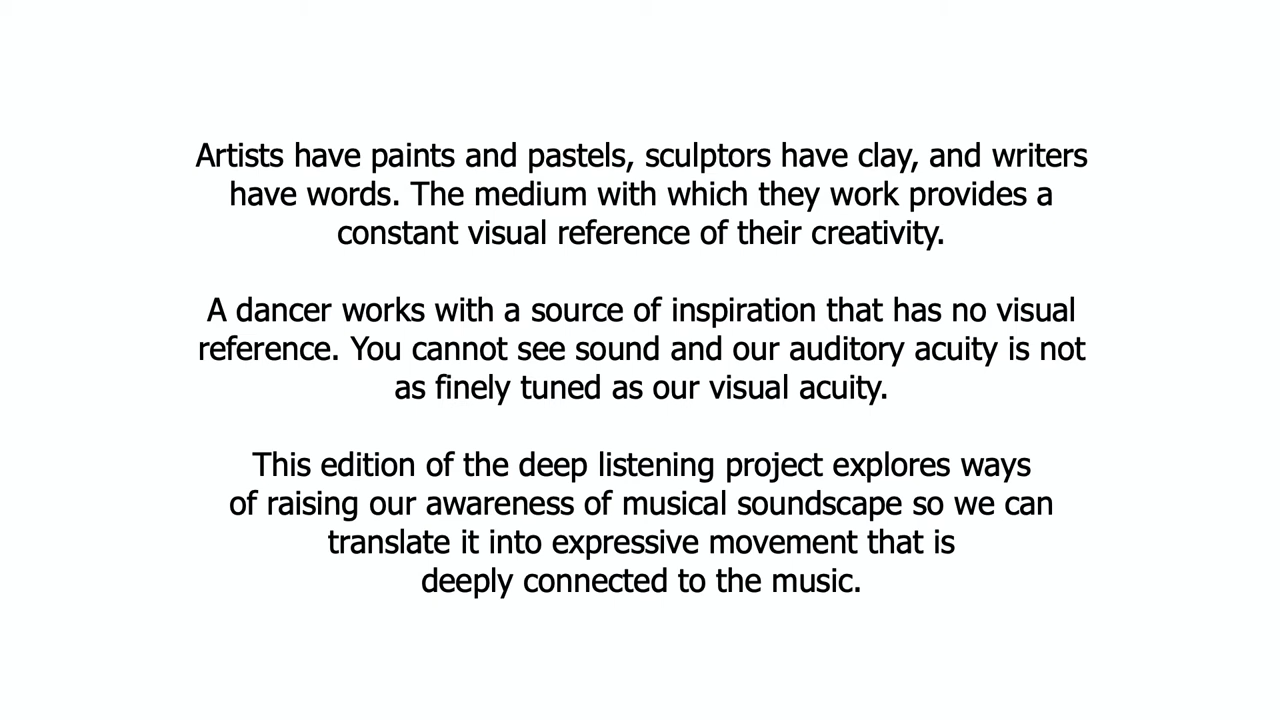 Artists have paints and pastels, sculptors have clay, and writers
have words. The medium with which they work provides a
constant visual reference of their creativity.
A dancer works with a source of inspiration that has no visual
reference. You cannot see sound and our auditory acuity is not
as finely tuned as our visual acuity.
This edition of the deep listening project explores ways
of raising our awareness of musical soundscape so we can
translate it into expressive movement that is
deeply connected to the music.